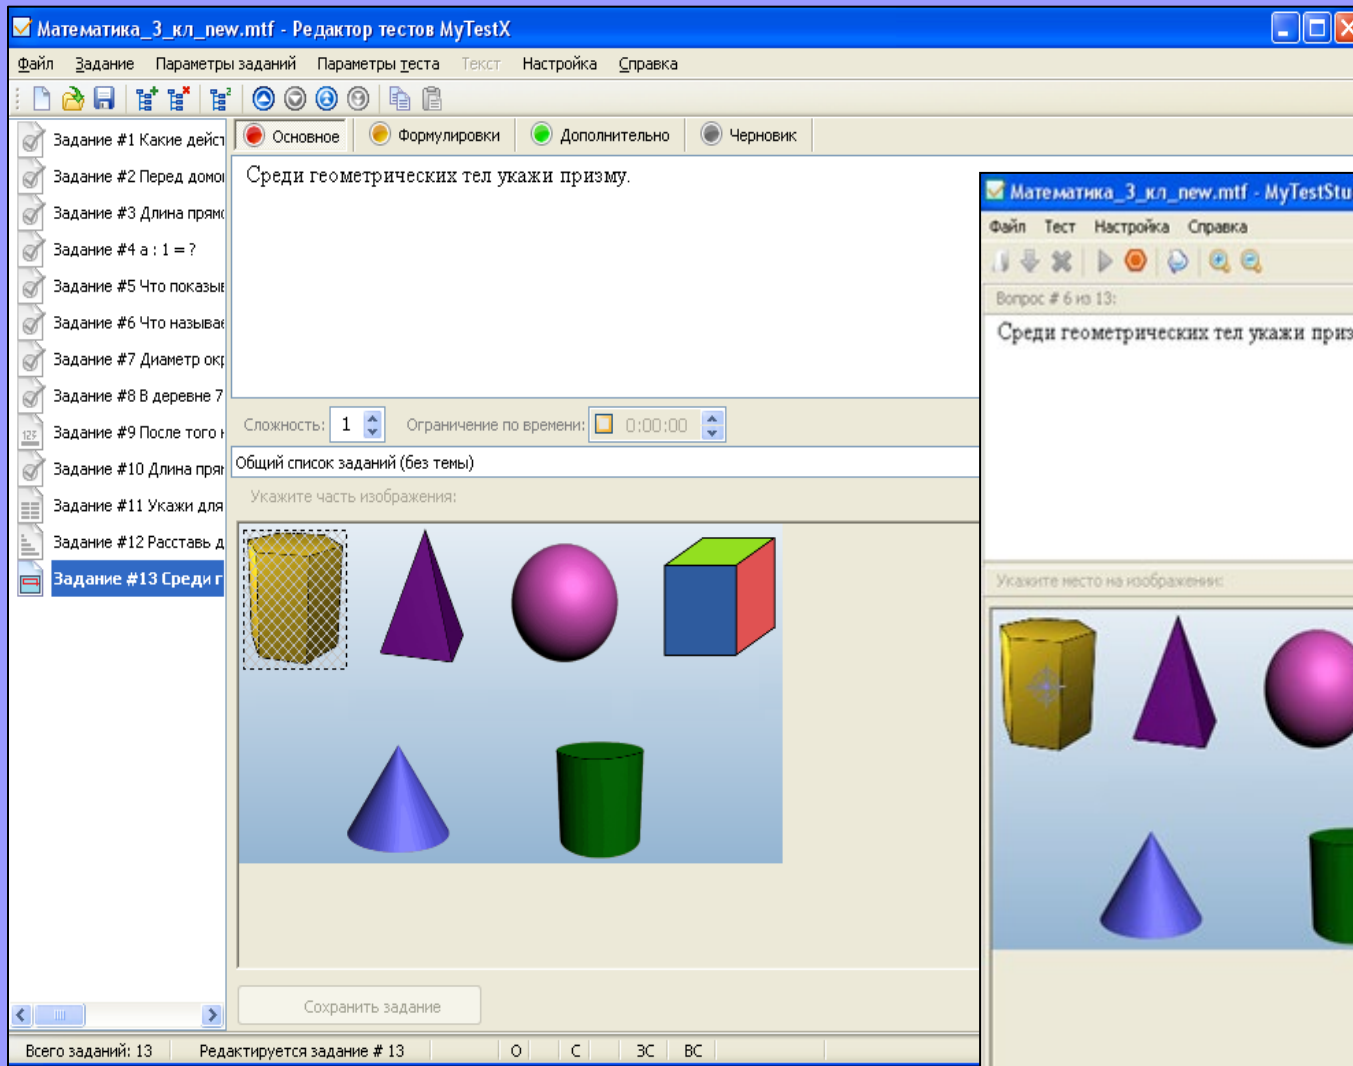 Математика_3_кл_new.mtf - Редактор тестов MyTestX
Файл Задание Параметры заданий Параметры теста Текст Настройка Справка
Основное Формулировки Дополнительно Черновик
Задание #1 Какие дейст
Задание #2 Перед домо
Задание #3 Длина прям
Задание #4 a : 1 = ?
Задание #5 Что показыв
Задание #6 Что называе
Задание #7 Диаметр окр
Задание #8 В деревне 7
Задание #9 После того н
Задание #10 Длина пря
Задание #11 Укажи для
Задание #12 Расставь д
Задание #13 Среди г
Среди геометрических тел укажи призму.
Сложность: 1 Ограничение по времени: 0:00:00
Общий список заданий (без темы)
Укажите часть изображения:
Сохранить задание
Всего заданий: 13 Редактируется задание # 13 О С ЗС ВС
Математика_3_кл_new.mtf - MyTestStu
Файл Тест Настройка Справка
Вопрос # 6 из 13:
Среди геометрических тел укажи приз
Укажите место на изображении: